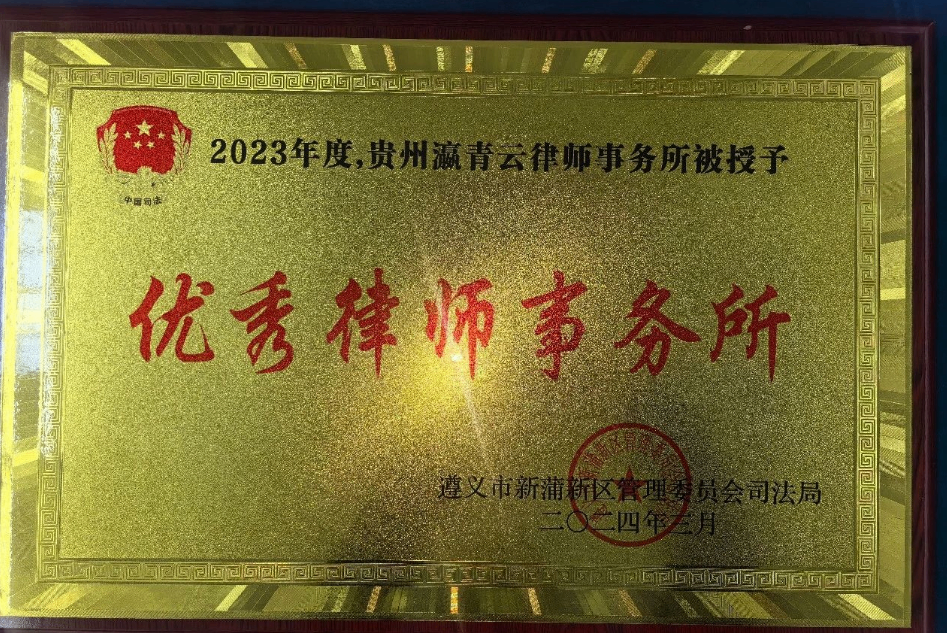 中国司法
2023年度,贵州瀛青云律师事务所被授予
优秀律师事务所
遵义市新蒲新区管理委员会司法局
二〇二四年三月